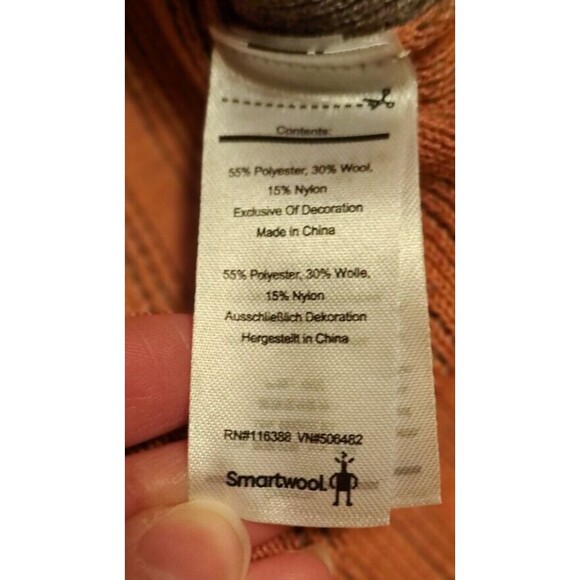 Contents:
55% Polyester, 30% Wool,
15% Nylon
Exclusive Of Decoration
Made in China
55% Polyester, 30% Wolle,
15% Nylon
Ausschließlich Dekoration
Hergestellt in China
RN#116388 VN#506482
Smartwool.